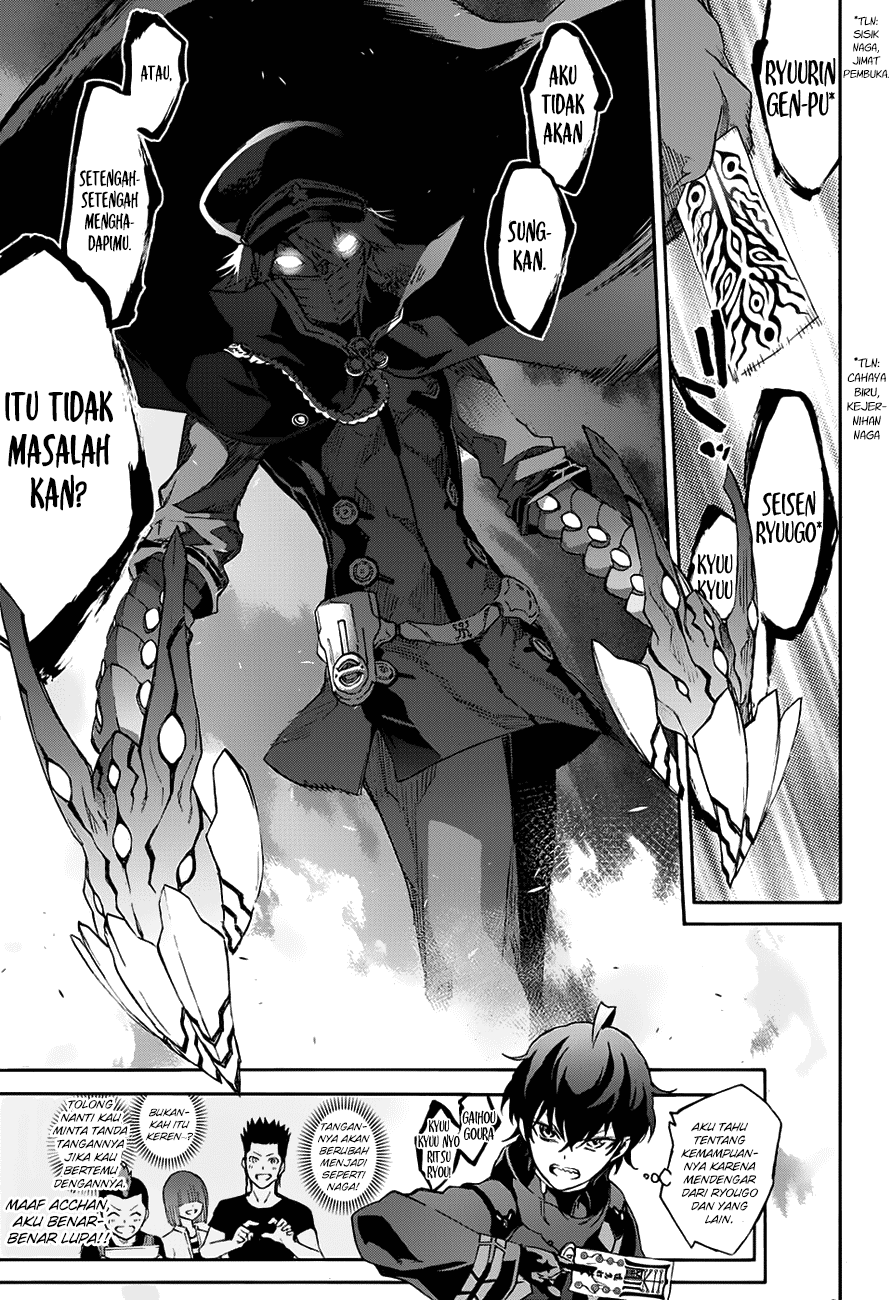 *TLN:
SISIK
NAGA,
JIMAT
PEMBUKA.
RYUURIN
GEN-PU*
*TLN:
CAHAYA
BIRU,
KEJER-
NIHAN
NAGA
SEISEN
RYUUGO*
KYUU
KYUU
AKU
TIDAK
AKAN
SUNG-
KAN.
ATAU,
SETENGAH-
SETENGAH
MENGHA-
DAPIMU.
ITU TIDAK
MASALAH
KAN?
AKU TAHU
TENTANG
KEMAMPUAN-
NYA KARENA
MENDENGAR
DARI RYOUGO
DAN YANG
LAIN.
GAIHOU
GOURA
KYUU
KYUU NYO
RITSU
RYOU!
TANGAN-
NYA AKAN
BERUBAH
MENJADI
SEPERTI
NAGA!
BUKAN-
KAH ITU
KEREN~?
TOLONG
NANTI KAU
MINTA TANDA
TANGANNYA
JIKA KAU
BERTEMU
DENGANNYA.
MAAF ACCHAN,
AKU BENAR-
BENAR LUPA!!